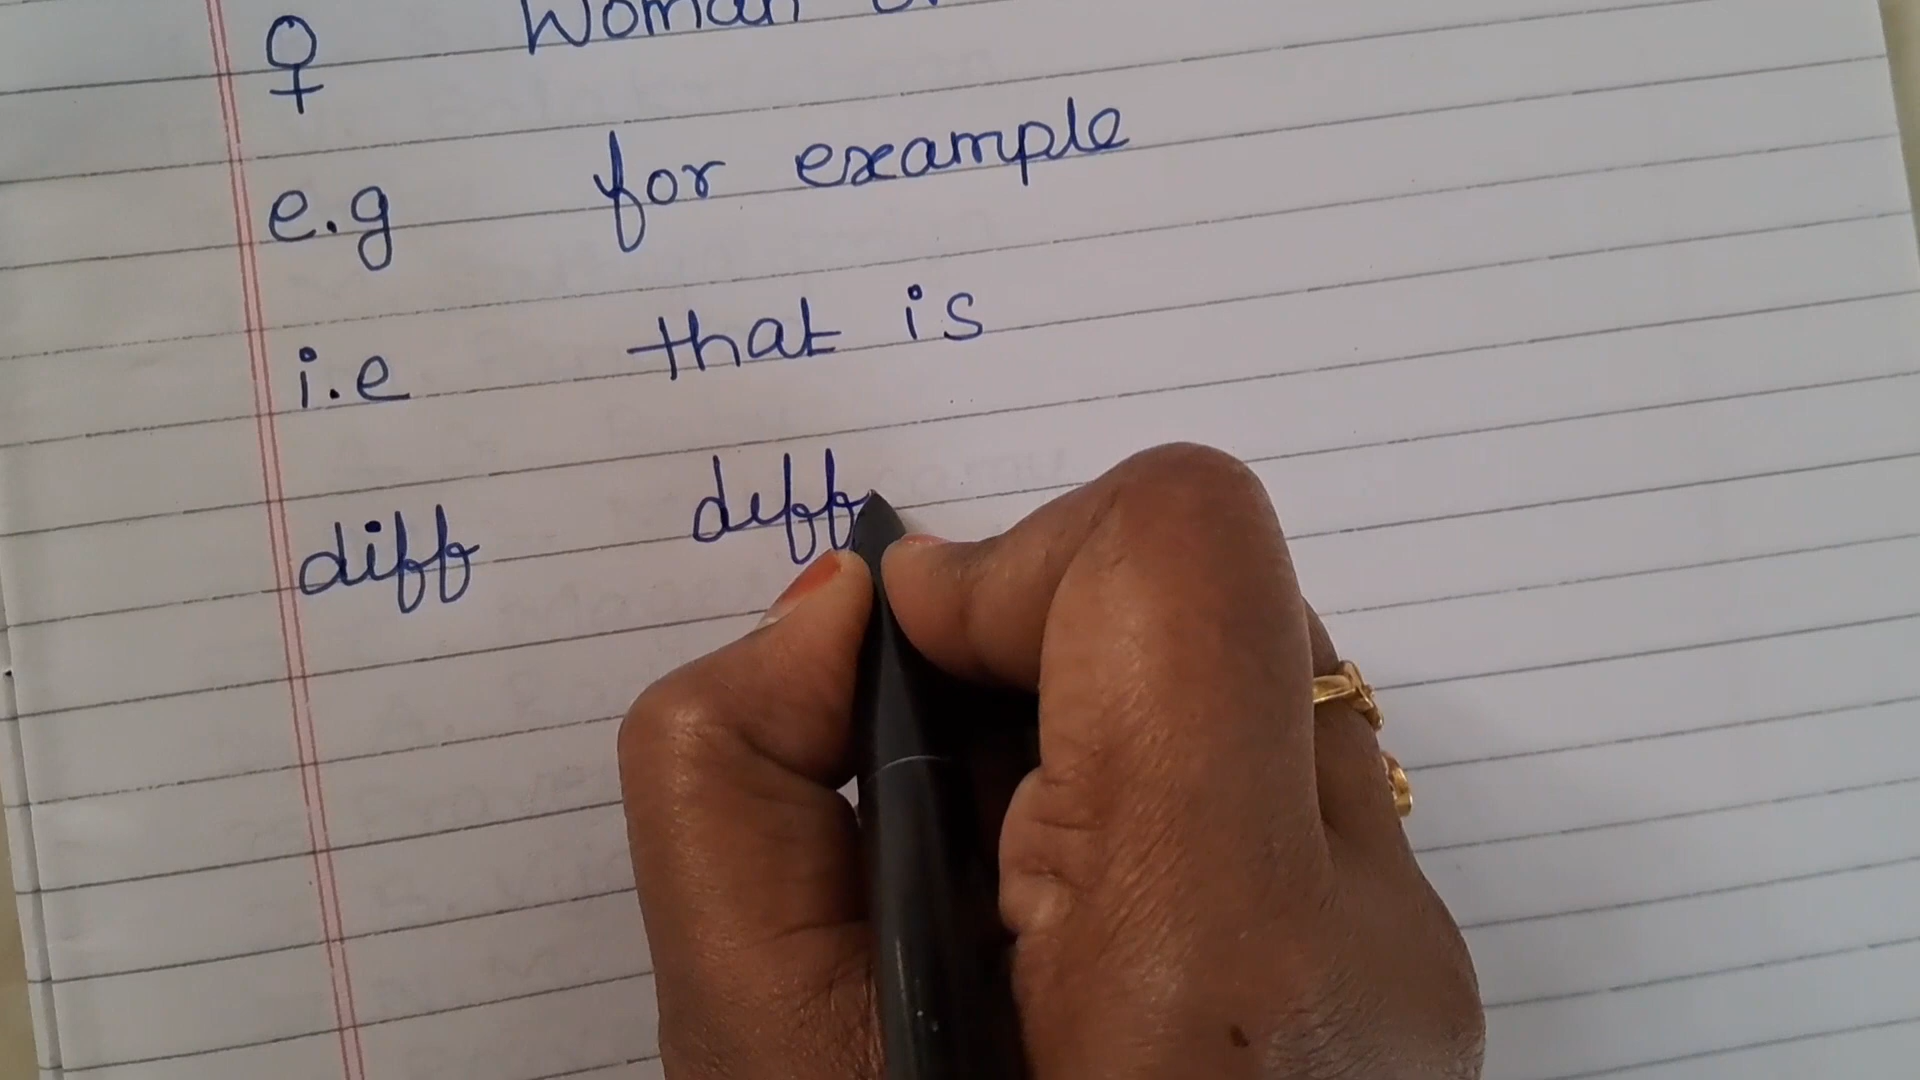 ♀ Woman
e.g for example
i.e that is
diff diff